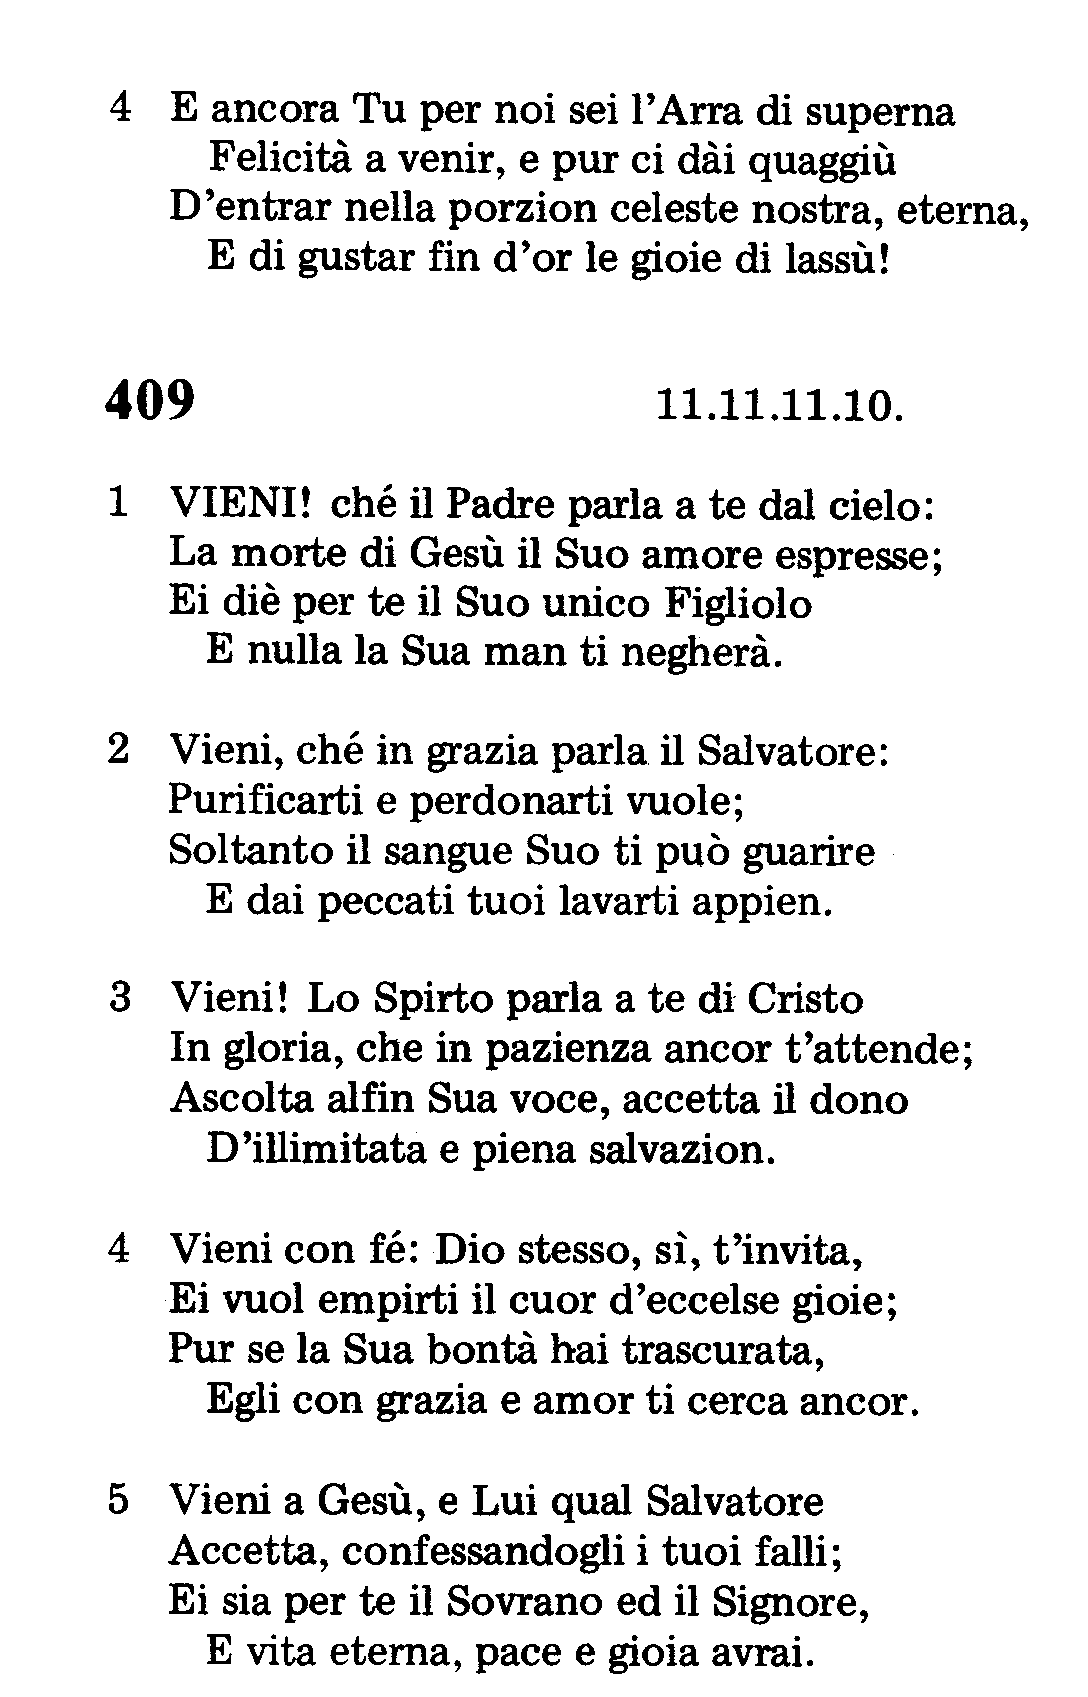 4 E ancora Tu per noi sei l'Arra di superna
Felicità a venir, e pur ci dài quaggiù
D'entrar nella porzion celeste nostra, eterna,
E di gustar fin d'or le gioie di lassù!
409 11.11.11.10.
1 VIENI! ché il Padre parla a te dal cielo:
La morte di Gesù il Suo amore espresse;
Ei diè per te il Suo unico Figliolo
E nulla la Sua man ti negherà.
2 Vieni, ché in grazia parla il Salvatore:
Purificarti e perdonarti vuole;
Soltanto il sangue Suo ti può guarire
E dai peccati tuoi lavarti appien.
3 Vieni! Lo Spirto parla a te di Cristo
In gloria, che in pazienza ancor t'attende;
Ascolta alfin Sua voce, accetta il dono
D'illimitata e piena salvazion.
4 Vieni con fé: Dio stesso, sì, t'invita,
Ei vuol empirti il cuor d'eccelse gioie;
Pur se la Sua bontà hai trascurata,
Egli con grazia e amor ti cerca ancor.
5 Vieni a Gesù, e Lui qual Salvatore
Accetta, confessandogli i tuoi falli;
Ei sia per te il Sovrano ed il Signore,
E vita eterna, pace e gioia avrai.